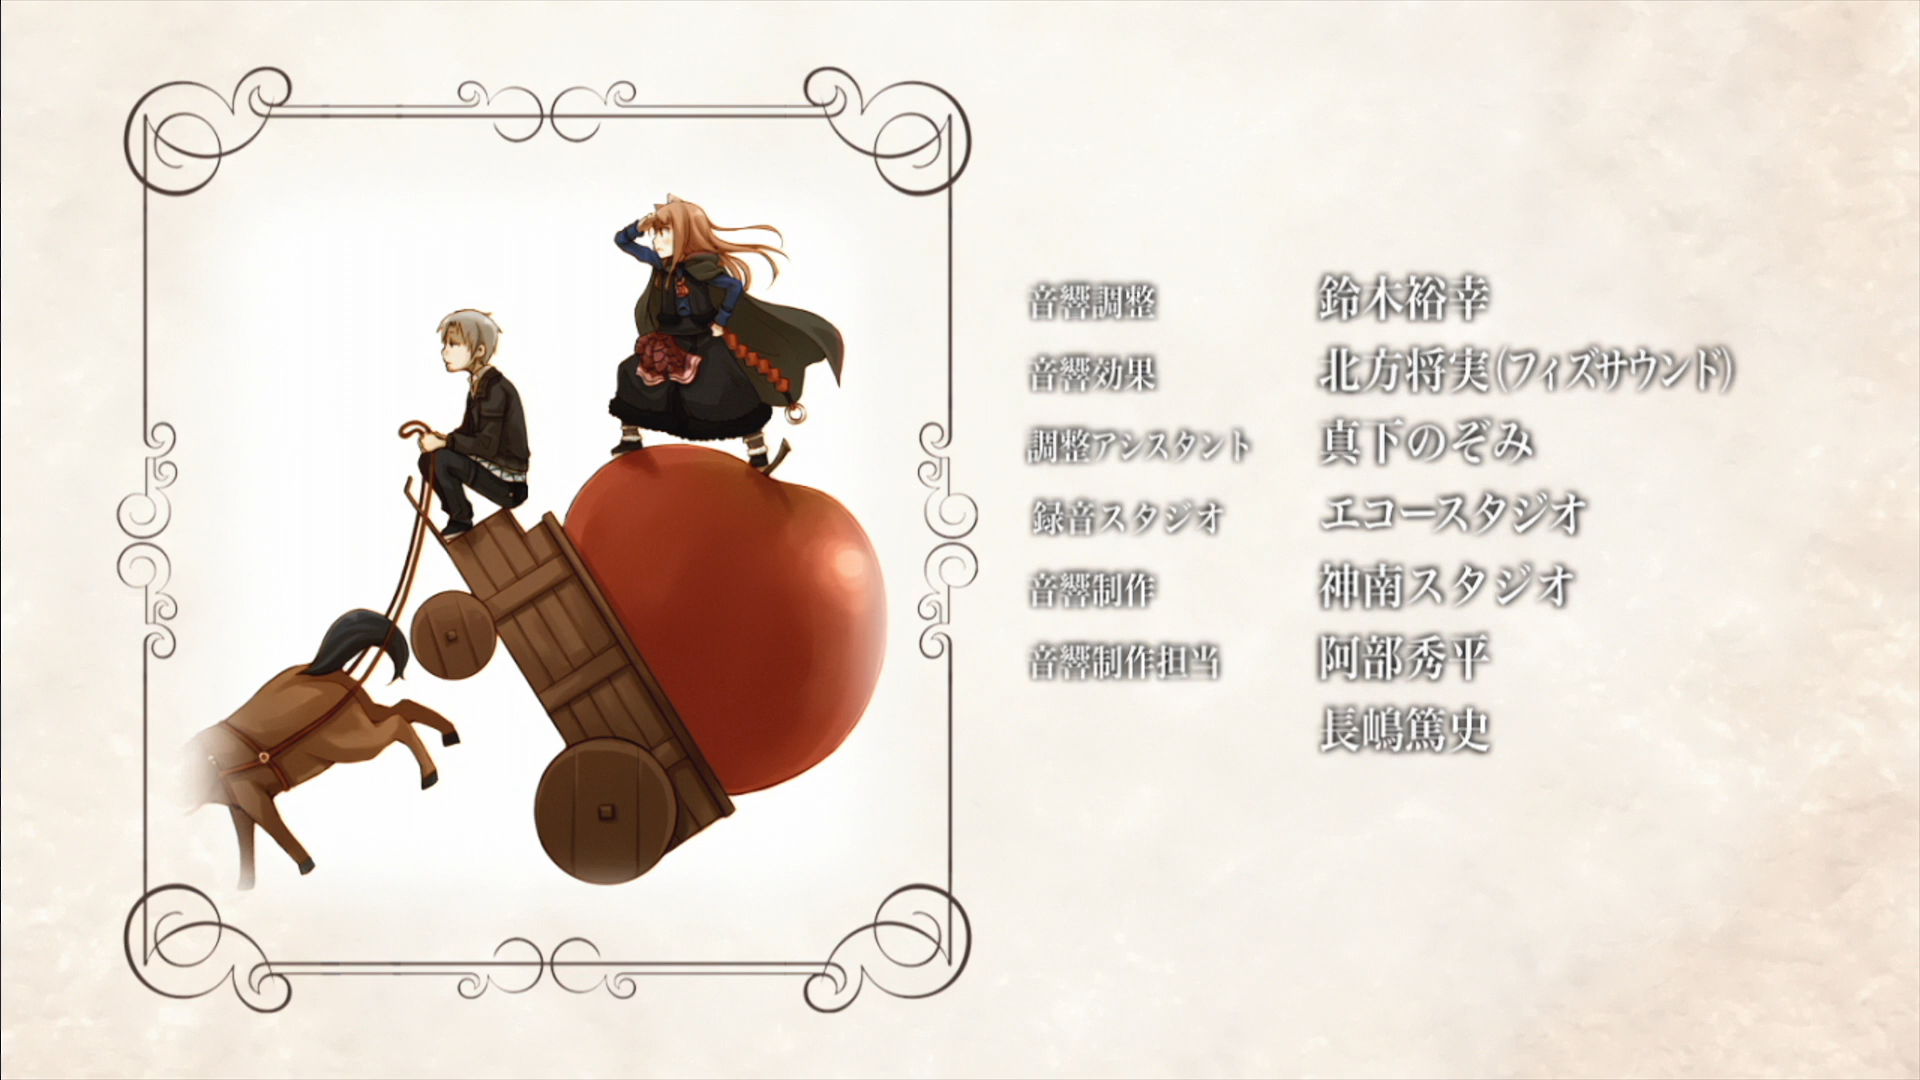 音響調整 鈴木裕幸
音響効果 北方将実(フィズサウンド)
調整アシスタント 真下のぞみ
録音スタジオ エコースタジオ
音響制作 神南スタジオ
音響制作担当 阿部秀平
長嶋篤史